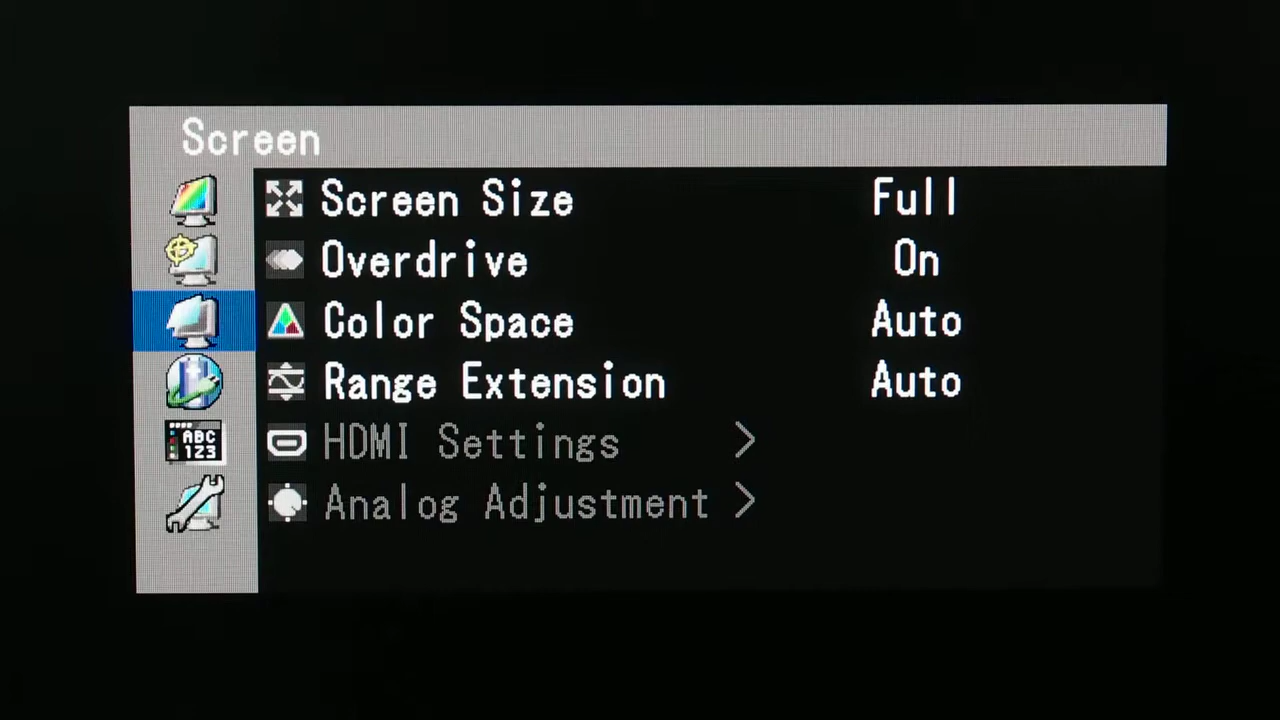 Screen
Screen Size Full
Overdrive On
Color Space Auto
Range Extension Auto
HDMI Settings >
Analog Adjustment >
ABC
123